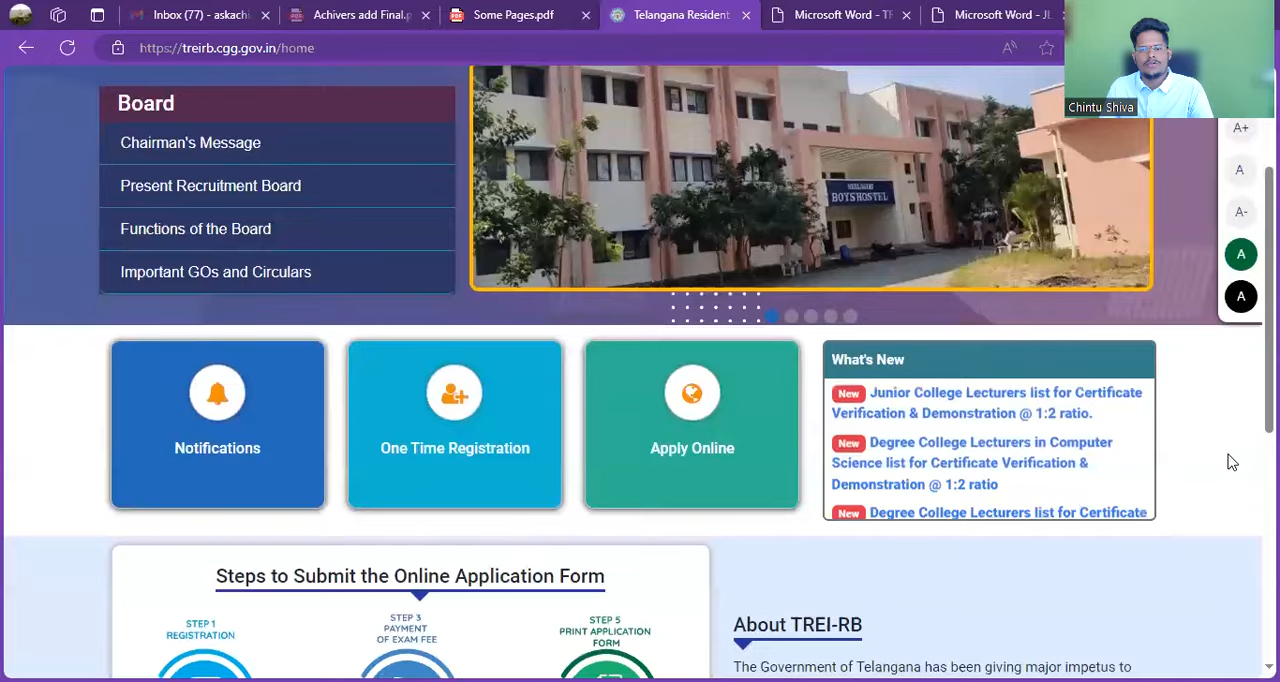 Inbox (77) - askachi
Achivers add Final.p
Some Pages.pdf
Telangana Resident
Microsoft Word - TF
Microsoft Word - JL
https://treirb.cgg.gov.in/home
Chintu Shiva
Board
Chairman's Message
Present Recruitment Board
Functions of the Board
Important GOs and Circulars
BOYS HOSTEL
A+
A
A-
A
A
Notifications
One Time Registration
Apply Online
What's New
New Junior College Lecturers list for Certificate
Verification & Demonstration @ 1:2 ratio.
New Degree College Lecturers in Computer
Science list for Certificate Verification &
Demonstration @ 1:2 ratio
New Degree College Lecturers list for Certificate
Steps to Submit the Online Application Form
STEP 1
REGISTRATION
STEP 3
PAYMENT
OF EXAM FEE
STEP 5
PRINT APPLICATION
FORM
About TREI-RB
The Government of Telangana has been giving major impetus to